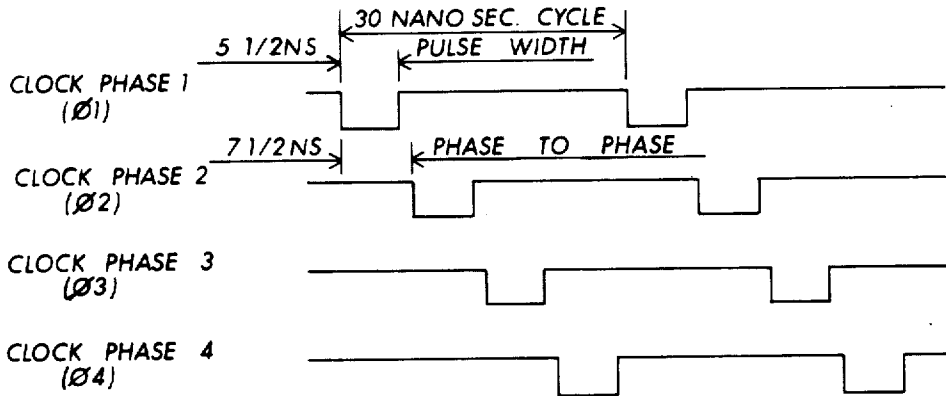 30 NANO SEC. CYCLE
5 1/2NS PULSE WIDTH
CLOCK PHASE 1
(Ø1)
7 1/2NS PHASE TO PHASE
CLOCK PHASE 2
(Ø2)
CLOCK PHASE 3
(Ø3)
CLOCK PHASE 4
(Ø4)